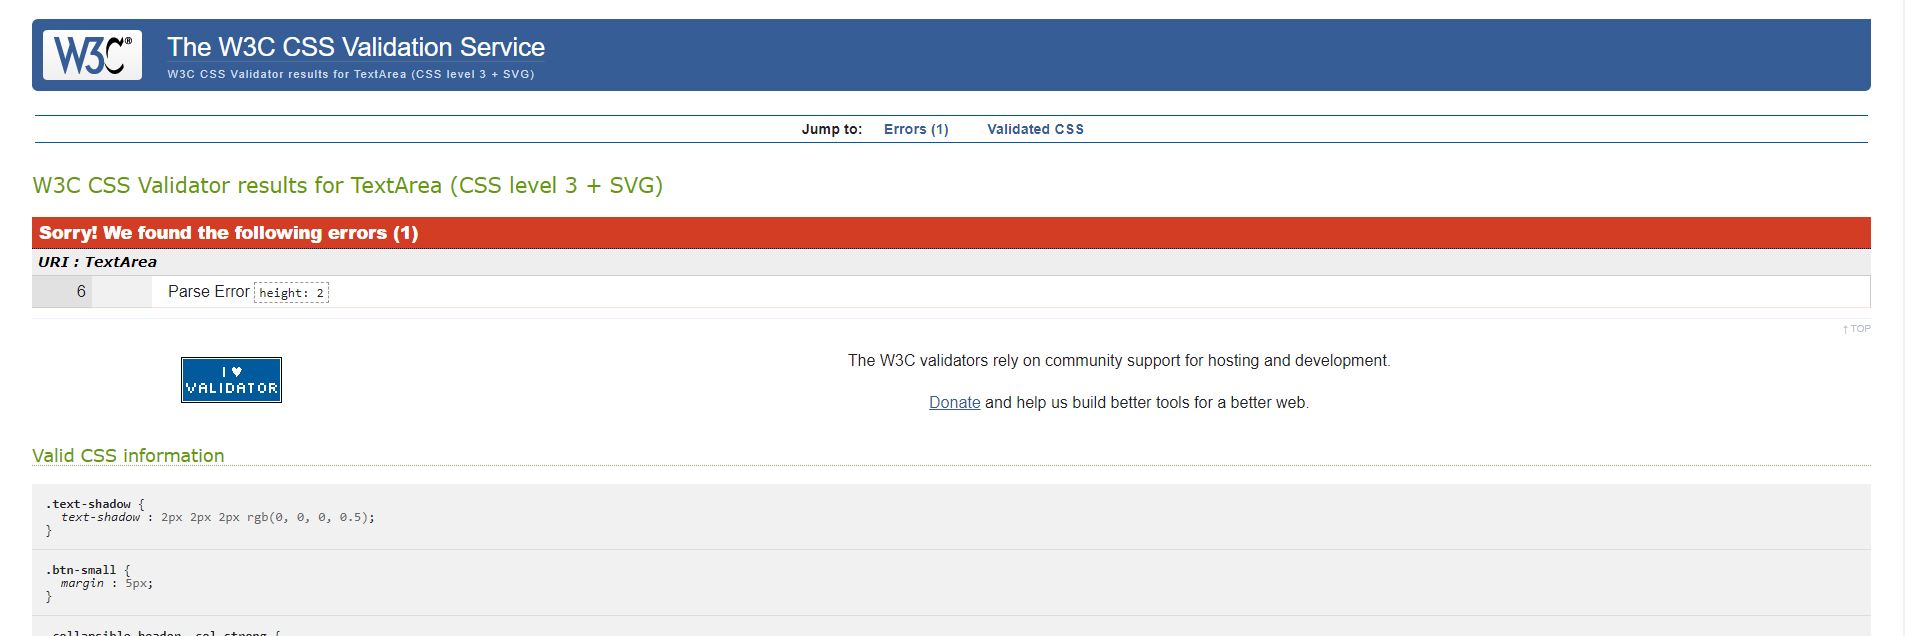 W3C®
The W3C CSS Validation Service
W3C CSS Validator results for TextArea (CSS level 3 + SVG)
Jump to: Errors (1) Validated CSS
W3C CSS Validator results for TextArea (CSS level 3 + SVG)
Sorry! We found the following errors (1)
URI : TextArea
6 Parse Error height: 2
↑ TOP
I ♥
VALIDATOR
The W3C validators rely on community support for hosting and development.
Donate and help us build better tools for a better web.
Valid CSS information
.text-shadow {
text-shadow : 2px 2px 2px rgb(0, 0, 0, 0.5);
}
.btn-small {
margin : 5px;
}
.collapsible-header .col strong {